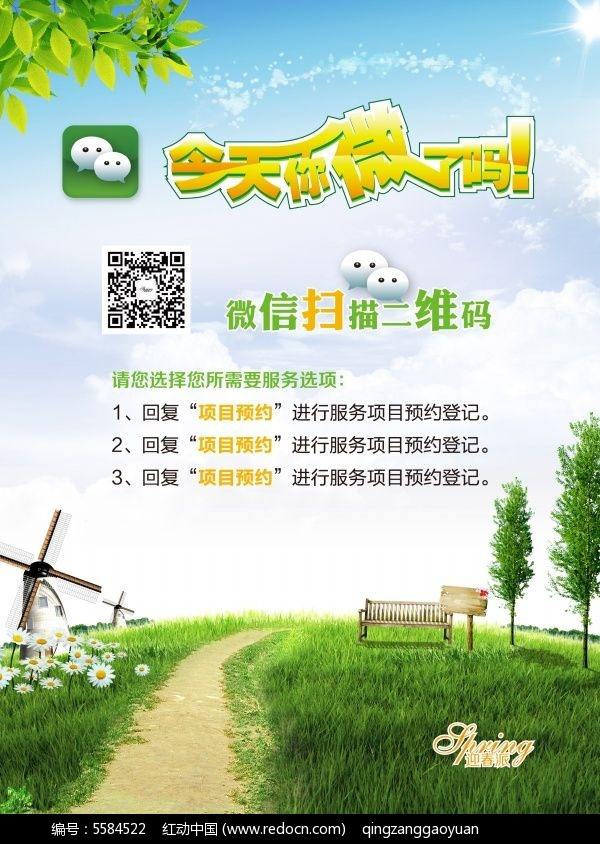 今天你微了吗!
微信扫描二维码
请您选择您所需要服务选项：
1、回复“项目预约”进行服务项目预约登记。
2、回复“项目预约”进行服务项目预约登记。
3、回复“项目预约”进行服务项目预约登记。
Spring
迎春派
编号：5584522 红动中国 (www.redocn.com) qingzanggaoyuan